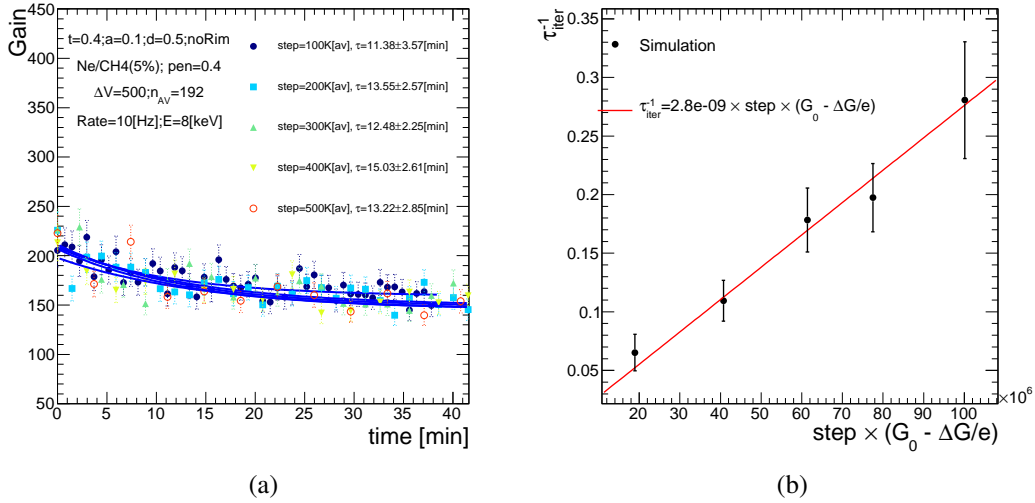 Gain
450
400
350
300
250
200
150
100
50
t=0.4;a=0.1;d=0.5;noRim
Ne/CH4(5%); pen=0.4
ΔV=500;n_AV=192
Rate=10[Hz];E=8[keV]
step=100K[av], τ=11.38±3.57[min]
step=200K[av], τ=13.55±2.57[min]
step=300K[av], τ=12.48±2.25[min]
step=400K[av], τ=15.03±2.61[min]
step=500K[av], τ=13.22±2.85[min]
0 5 10 15 20 25 30 35 40
time [min]
(a)
τ⁻¹_iter
0.35
0.3
0.25
0.2
0.15
0.1
0.05
Simulation
τ⁻¹_iter=2.8e-09 × step × (G₀ - ΔG/e)
20 30 40 50 60 70 80 90 100
×10⁶
step × (G₀ - ΔG/e)
(b)